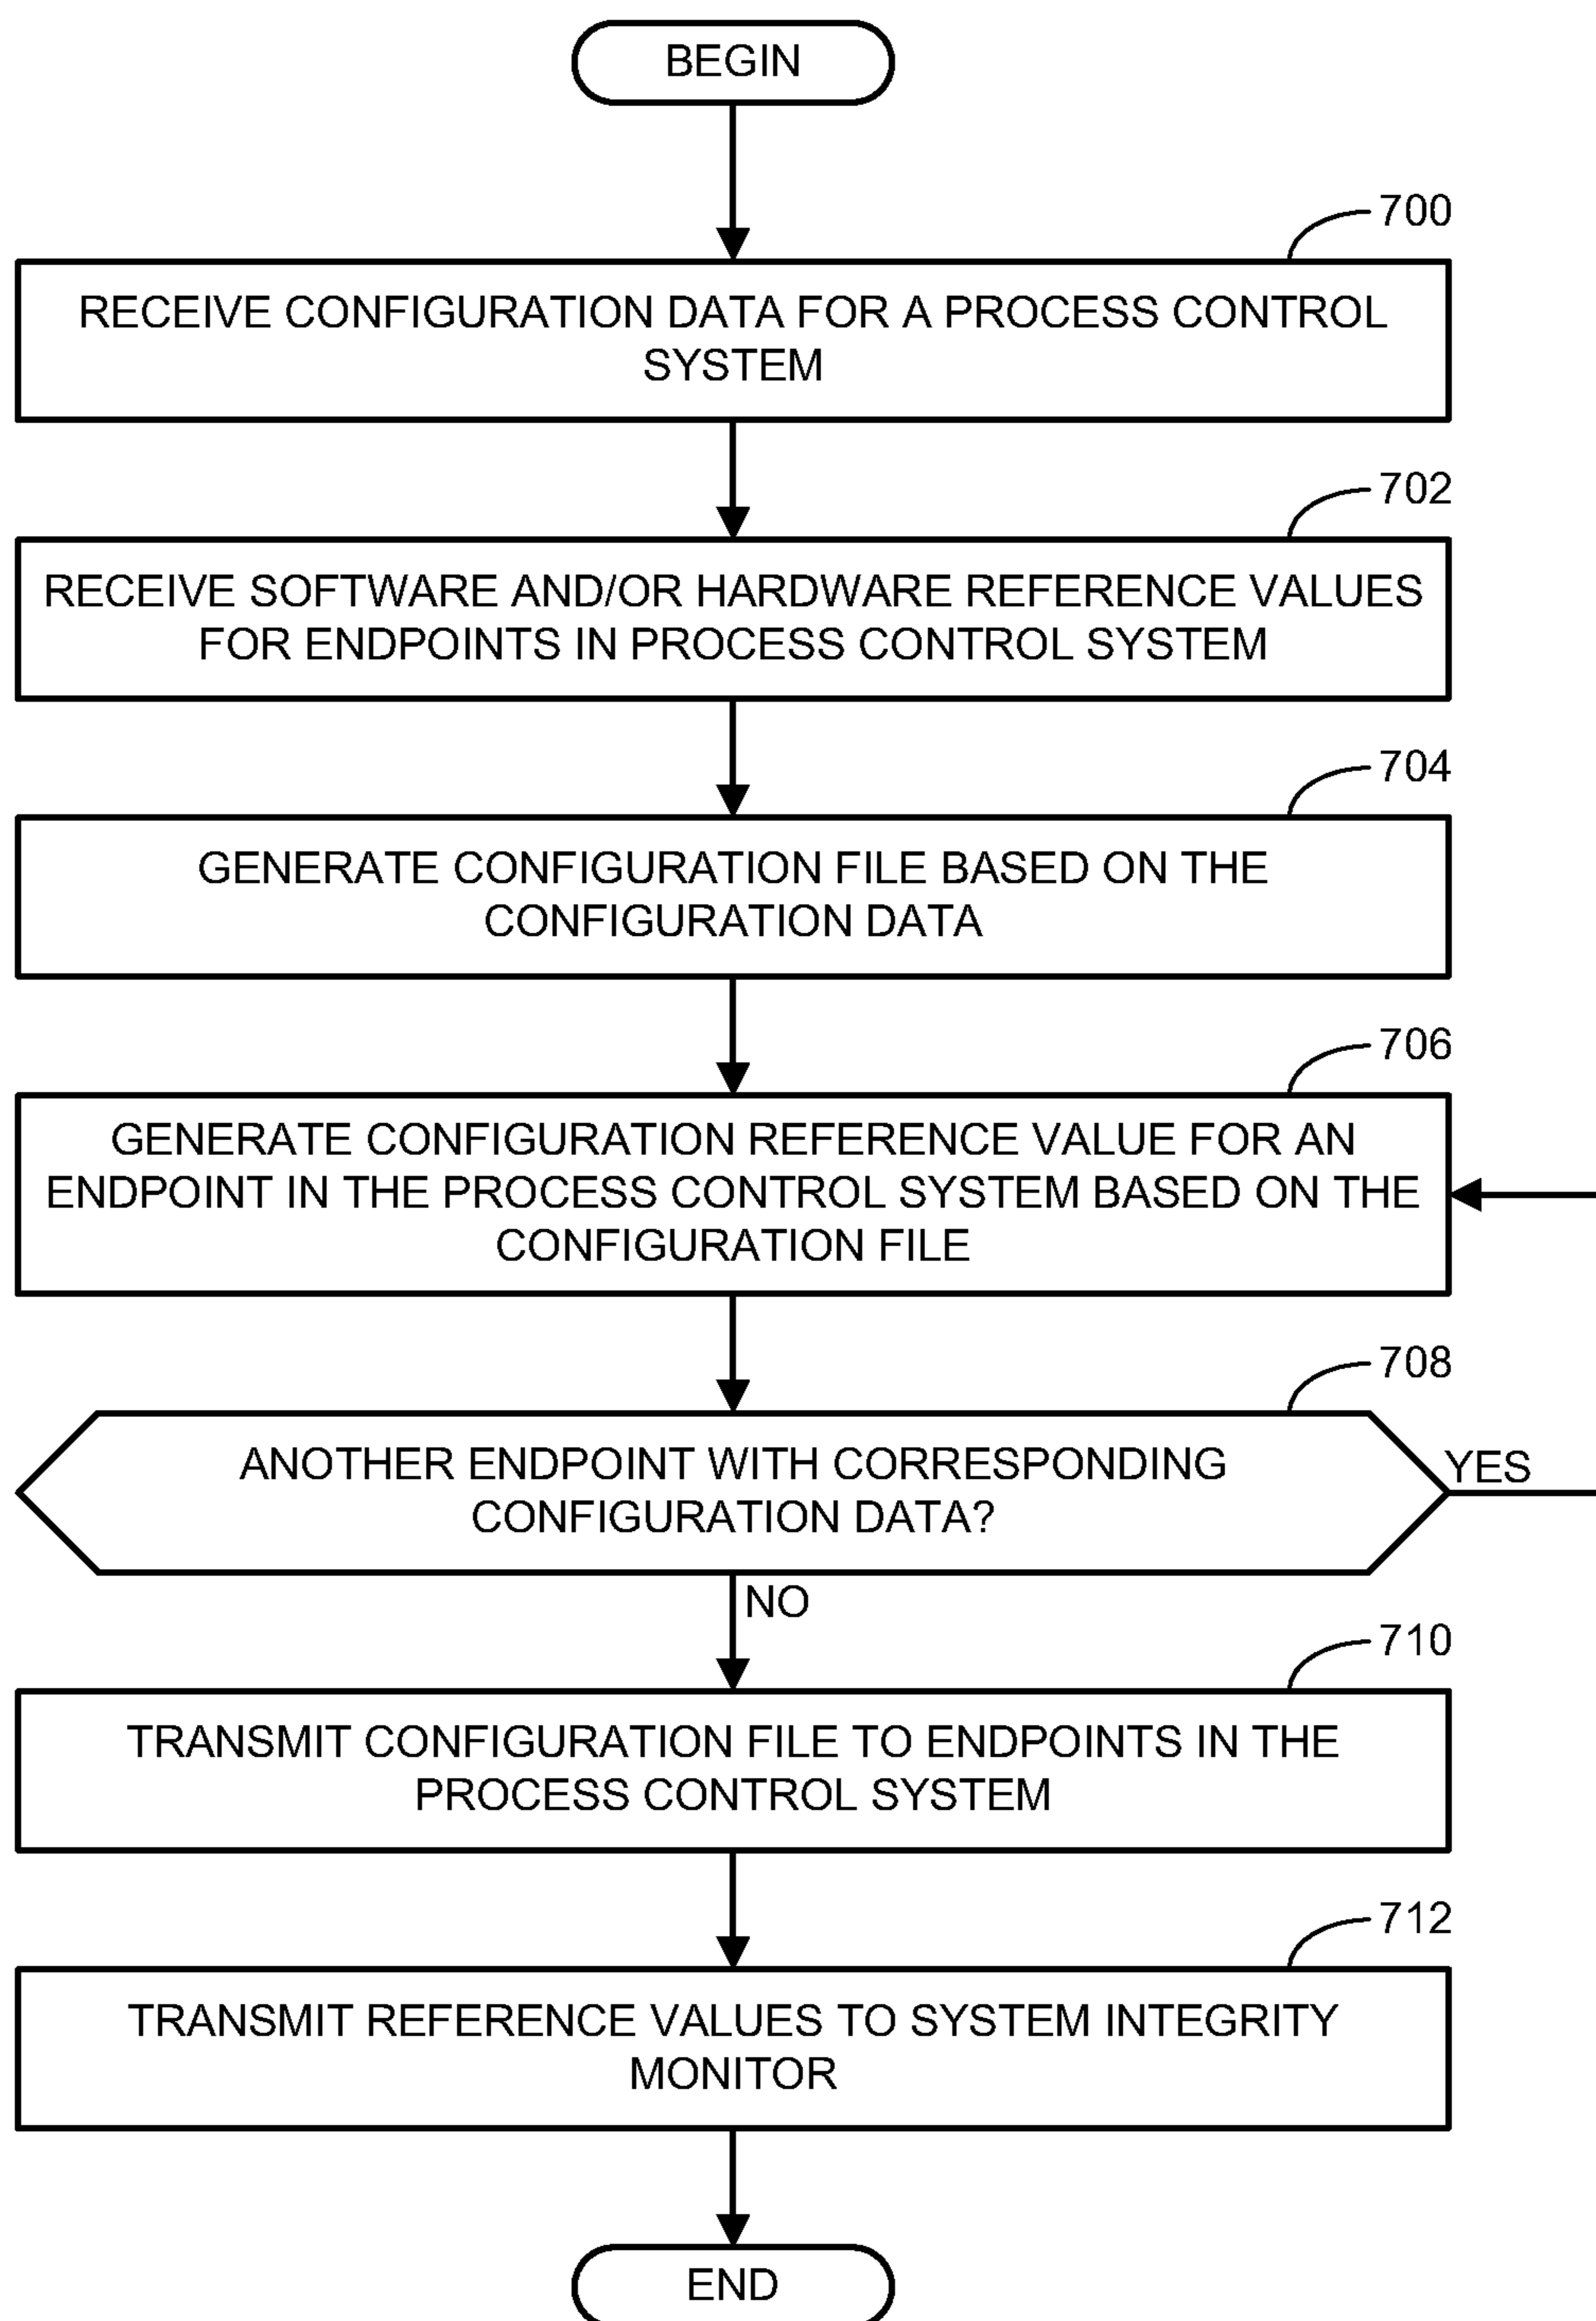 BEGIN
700
RECEIVE CONFIGURATION DATA FOR A PROCESS CONTROL
SYSTEM
702
RECEIVE SOFTWARE AND/OR HARDWARE REFERENCE VALUES
FOR ENDPOINTS IN PROCESS CONTROL SYSTEM
704
GENERATE CONFIGURATION FILE BASED ON THE
CONFIGURATION DATA
706
GENERATE CONFIGURATION REFERENCE VALUE FOR AN
ENDPOINT IN THE PROCESS CONTROL SYSTEM BASED ON THE
CONFIGURATION FILE
708
ANOTHER ENDPOINT WITH CORRESPONDING
CONFIGURATION DATA?
YES
NO
710
TRANSMIT CONFIGURATION FILE TO ENDPOINTS IN THE
PROCESS CONTROL SYSTEM
712
TRANSMIT REFERENCE VALUES TO SYSTEM INTEGRITY
MONITOR
END